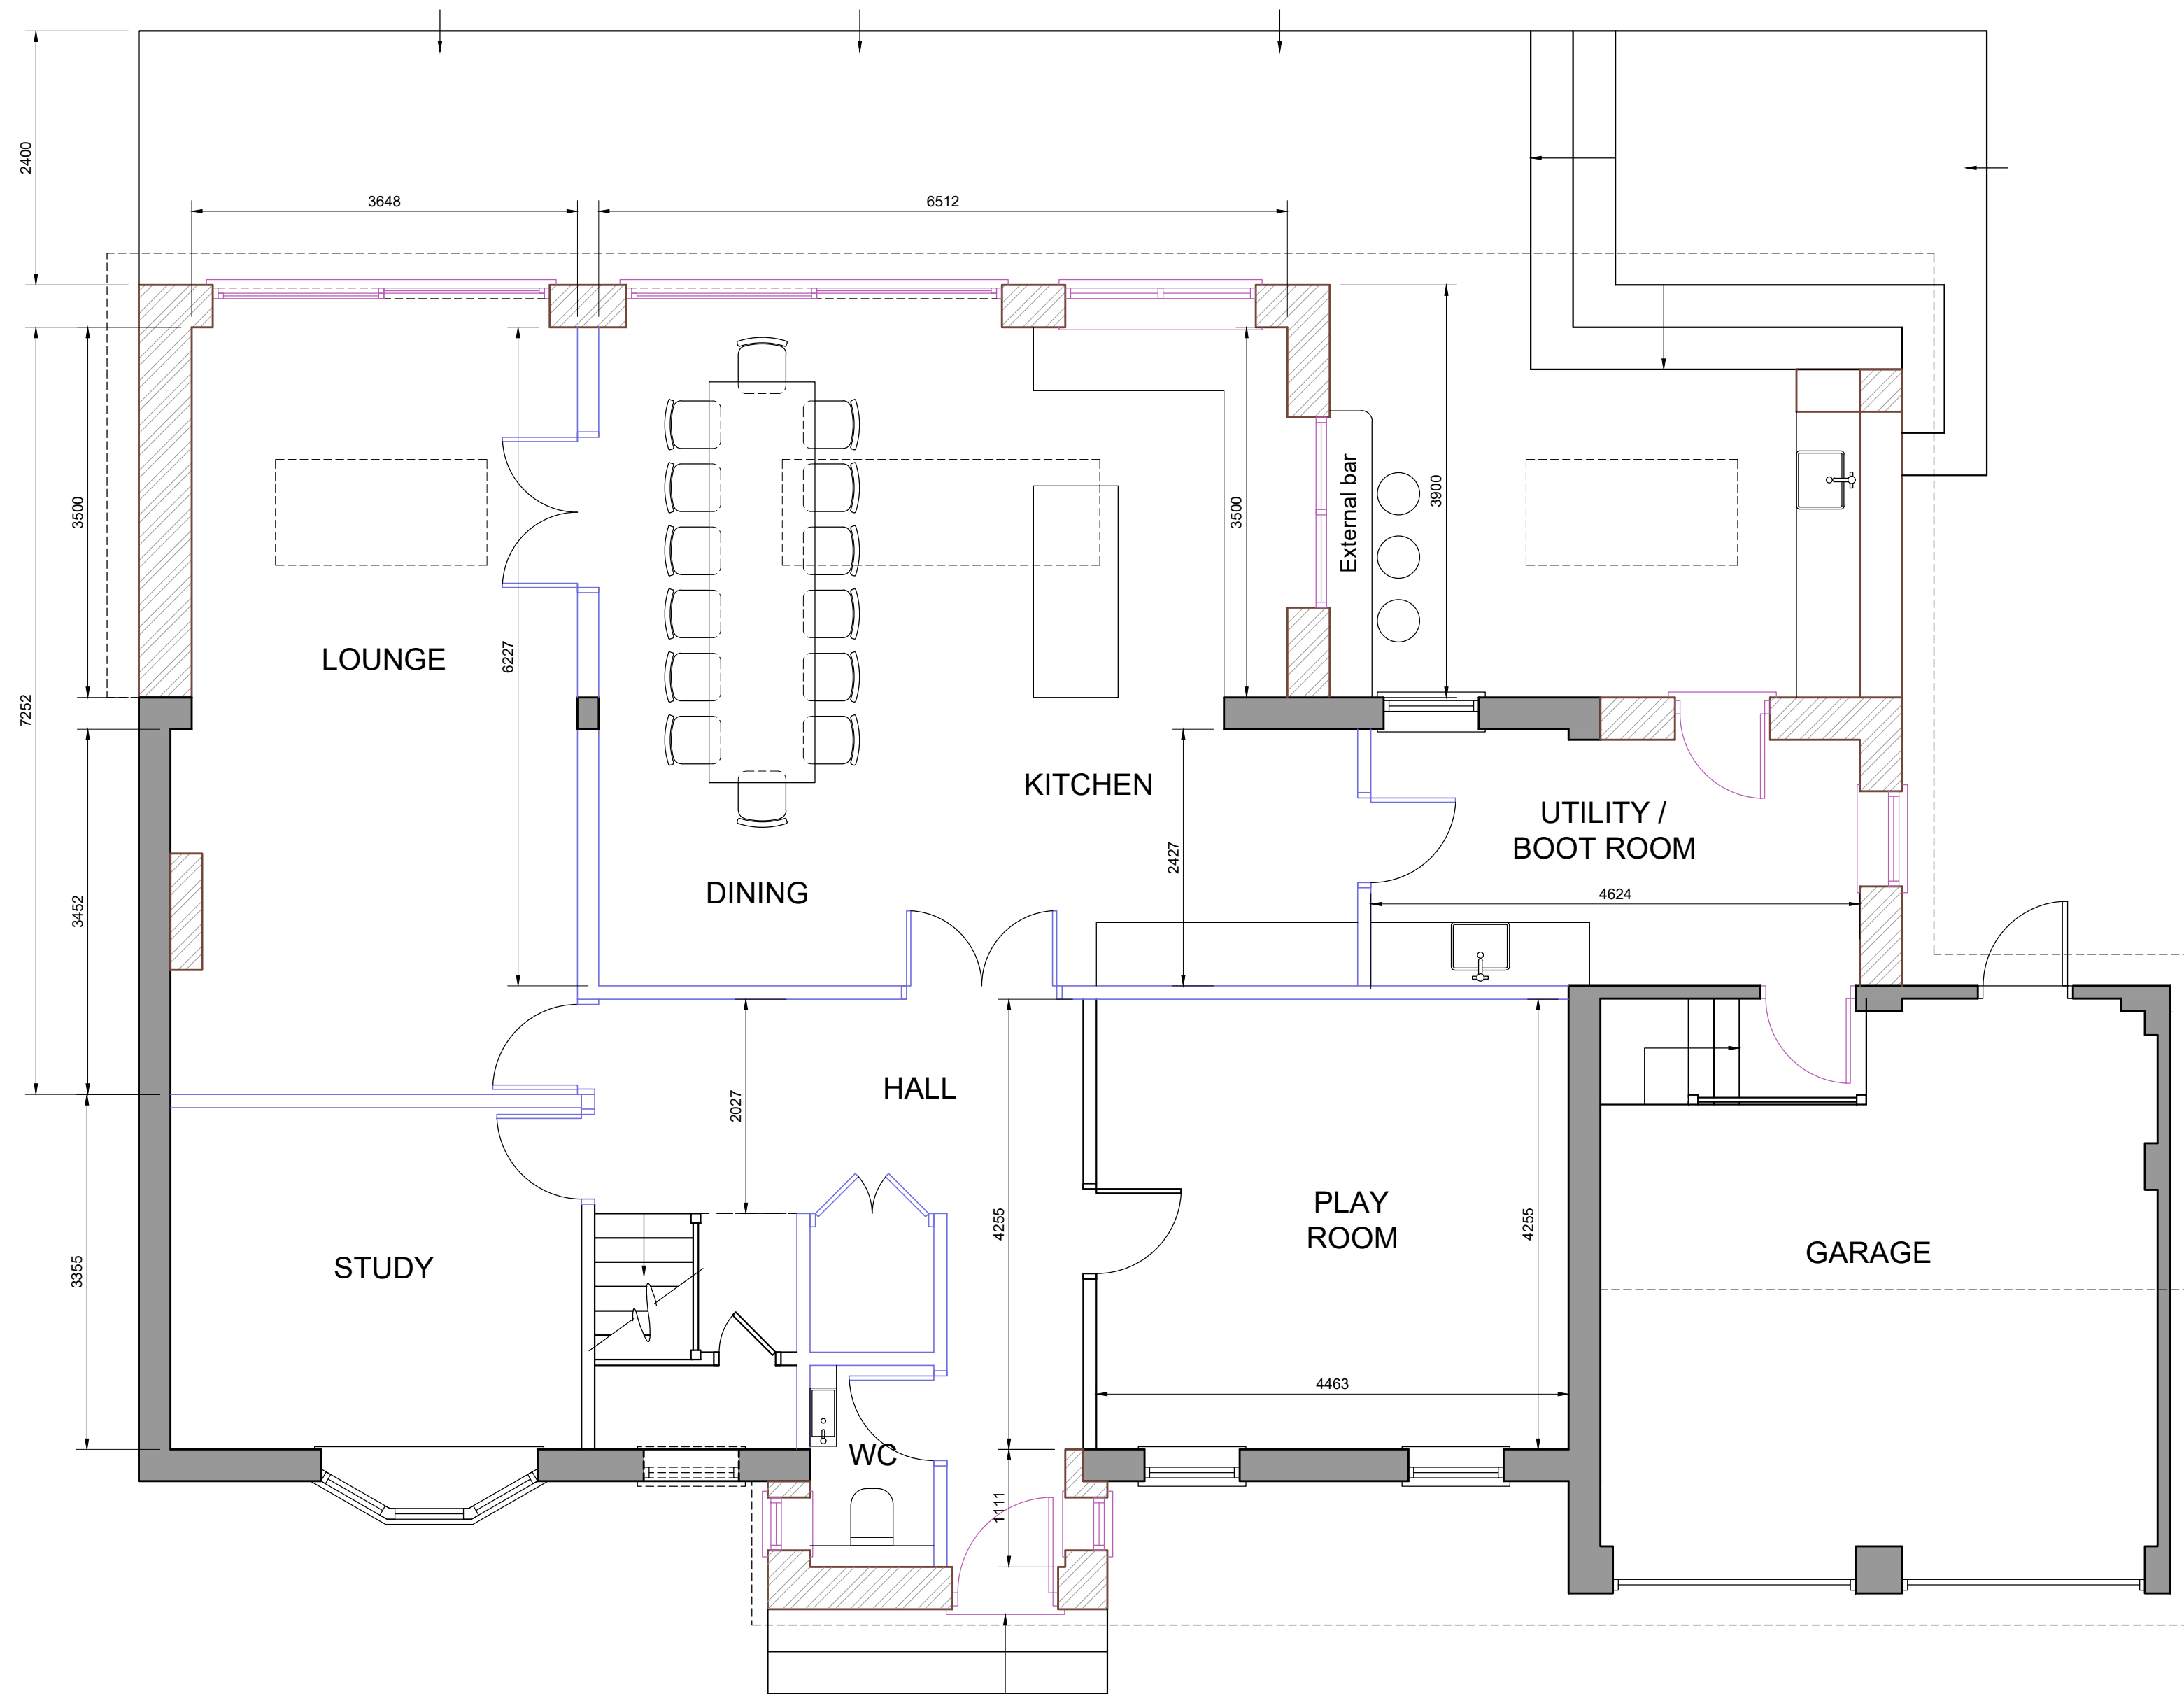 2400
3648
6512
3500
7252
6227
3500
3900
External bar
LOUNGE
KITCHEN
UTILITY /
BOOT ROOM
2427
DINING
4624
3452
HALL
2027
PLAY
ROOM
4255
4255
GARAGE
STUDY
3355
4463
WC
1111